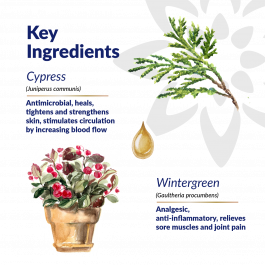 Key
Ingredients
Cypress
(Juniperus communis)
Antimicrobial, heals,
tightens and strengthens
skin, stimulates circulation
by increasing blood flow
Wintergreen
(Gaultheria procumbens)
Analgesic,
anti-inflammatory, relieves
sore muscles and joint pain